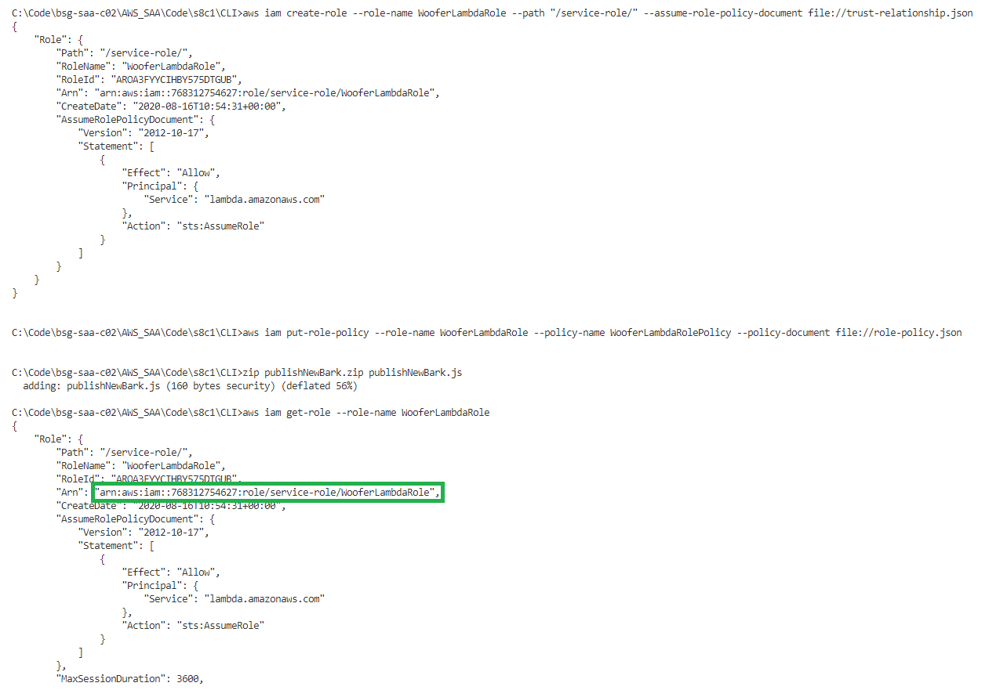 C:\Code\bsg-saa-c02\AWS_SAA\Code\s8c1\CLI>aws iam create-role --role-name WooferLambdaRole --path "/service-role/" --assume-role-policy-document file://trust-relationship.json
{
    "Role": {
        "Path": "/service-role/",
        "RoleName": "WooferLambdaRole",
        "RoleId": "AROA3FYYCIHBY575DTGUB",
        "Arn": "arn:aws:iam::768312754627:role/service-role/WooferLambdaRole",
        "CreateDate": "2020-08-16T10:54:31+00:00",
        "AssumeRolePolicyDocument": {
            "Version": "2012-10-17",
            "Statement": [
                {
                    "Effect": "Allow",
                    "Principal": {
                        "Service": "lambda.amazonaws.com"
                    },
                    "Action": "sts:AssumeRole"
                }
            ]
        }
    }
}
C:\Code\bsg-saa-c02\AWS_SAA\Code\s8c1\CLI>aws iam put-role-policy --role-name WooferLambdaRole --policy-name WooferLambdaRolePolicy --policy-document file://role-policy.json
C:\Code\bsg-saa-c02\AWS_SAA\Code\s8c1\CLI>zip publishNewBark.zip publishNewBark.js
  adding: publishNewBark.js (160 bytes security) (deflated 56%)
C:\Code\bsg-saa-c02\AWS_SAA\Code\s8c1\CLI>aws iam get-role --role-name WooferLambdaRole
{
    "Role": {
        "Path": "/service-role/",
        "RoleName": "WooferLambdaRole",
        "RoleId": "AROA3FYYCIHBY575DTGUB",
        "Arn": "arn:aws:iam::768312754627:role/service-role/WooferLambdaRole",
        "CreateDate": "2020-08-16T10:54:31+00:00",
        "AssumeRolePolicyDocument": {
            "Version": "2012-10-17",
            "Statement": [
                {
                    "Effect": "Allow",
                    "Principal": {
                        "Service": "lambda.amazonaws.com"
                    },
                    "Action": "sts:AssumeRole"
                }
            ]
        },
        "MaxSessionDuration": 3600,